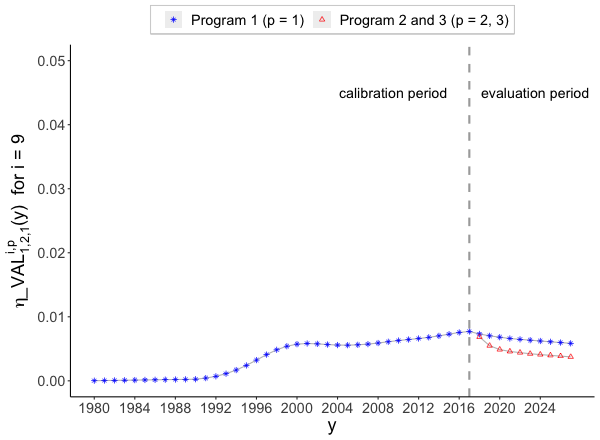 Program 1 (p = 1) Program 2 and 3 (p = 2, 3)
calibration period evaluation period
η_VAL^{i,p}_{1,2,1}(y) for i = 9
0.05
0.04
0.03
0.02
0.01
0.00
1980 1984 1988 1992 1996 2000 2004 2008 2012 2016 2020 2024
y